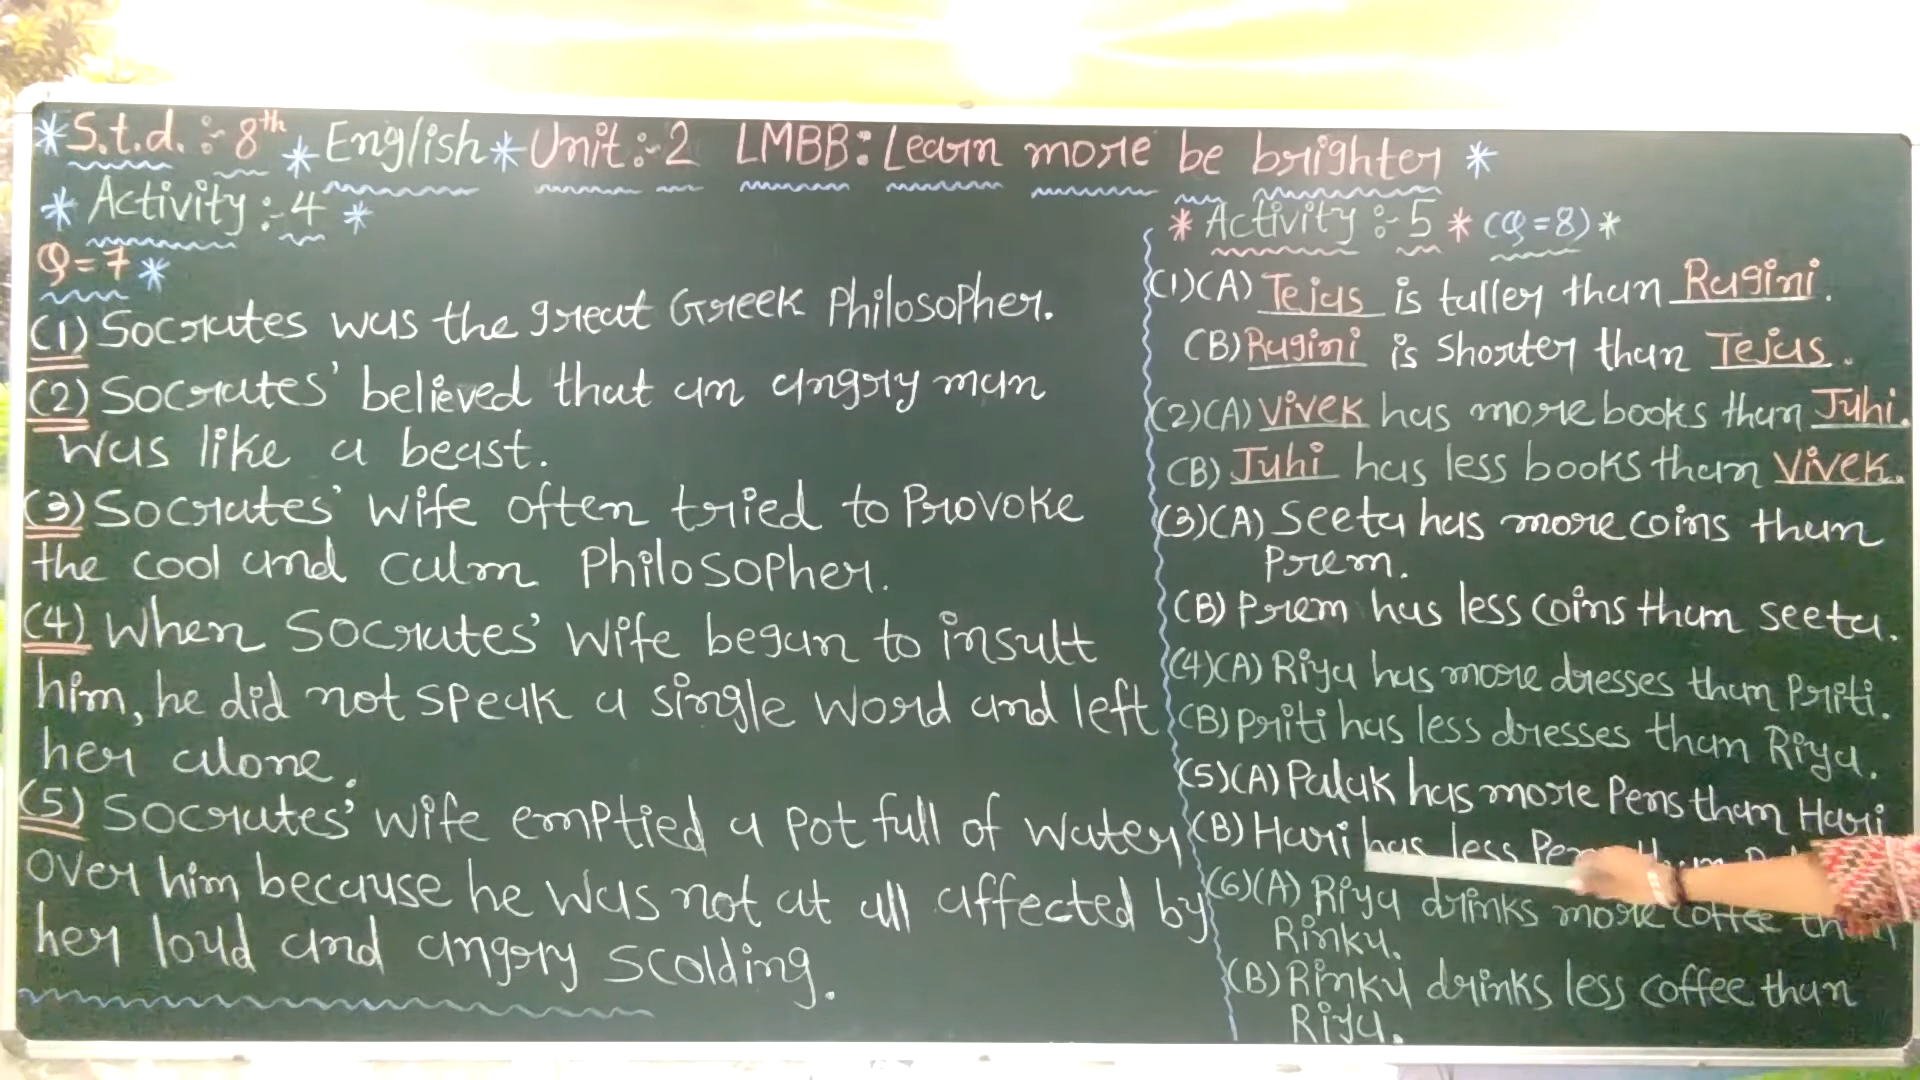 *S.t.d. :- 8th * English * Unit :- 2 LMBB: Learn more be brighter *
* Activity :- 4 *
Q=7 *
(1) Socrates was the great Greek Philosopher.
(2) Socrates' believed that an angry man
was like a beast.
(3) Socrates' wife often tried to Provoke
the cool and calm Philosopher.
(4) When Socrates' wife began to insult
him, he did not speak a single word and left
her alone.
(5) Socrates' wife emptied a pot full of water
over him because he was not at all affected by
her loud and angry scolding.
* Activity :- 5 * (Q=8) *
(1)(A) Tejas is taller than Ragini.
(B) Ragini is shorter than Tejas.
(2)(A) Vivek has more books than Juhi.
(B) Juhi has less books than Vivek.
(3)(A) Seeta has more coins than
Prem.
(B) Prem has less coins than seeta.
(4)(A) Riya has more dresses than Priti.
(B) Priti has less dresses than Riya.
(5)(A) Palak has more Pens than Hari
(B) Hari has less
(6)(A) Riya drinks more coffee than
Rinku.
(B) Rinku drinks less coffee than
Riya.